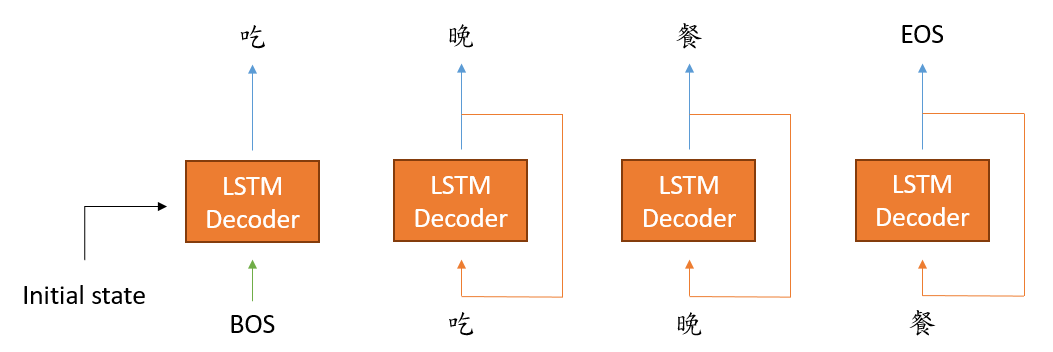 吃
晚
餐
EOS
LSTM
Decoder
LSTM
Decoder
LSTM
Decoder
LSTM
Decoder
Initial state
BOS
吃
晚
餐